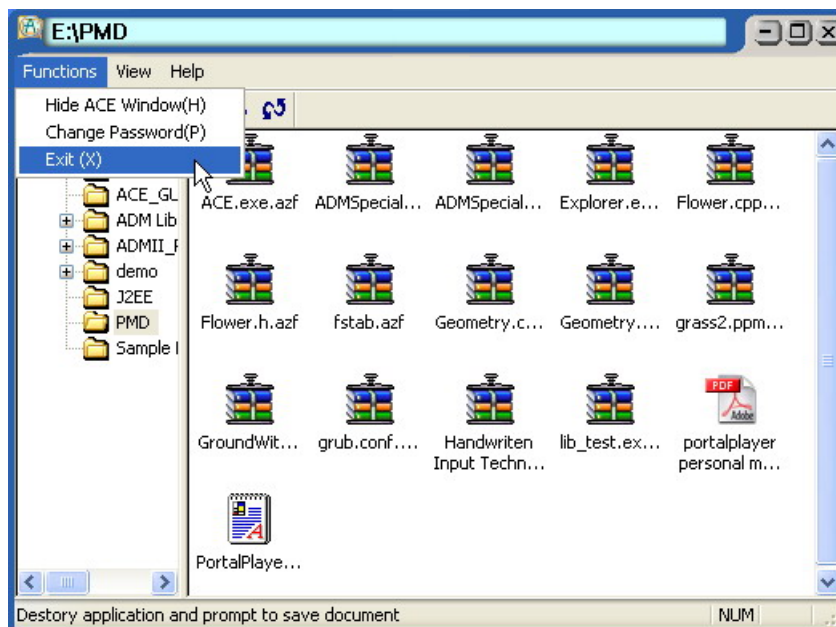 E:\PMD
Functions View Help
Hide ACE Window(H)
Change Password(P)
Exit (X)
ACE_GL
ADM Lib
ADMII_F
demo
J2EE
PMD
Sample
ACE.exe.azf ADMSpecial... ADMSpecial... Explorer.e... Flower.cpp...
Flower.h.azf fstab.azf Geometry.c... Geometry.... grass2.ppm...
PDF
Adobe
GroundWit... grub.conf.... Handwriten Input Techn... lib_test.ex... portalplayer personal m...
PortalPlaye...
Destory application and prompt to save document NUM